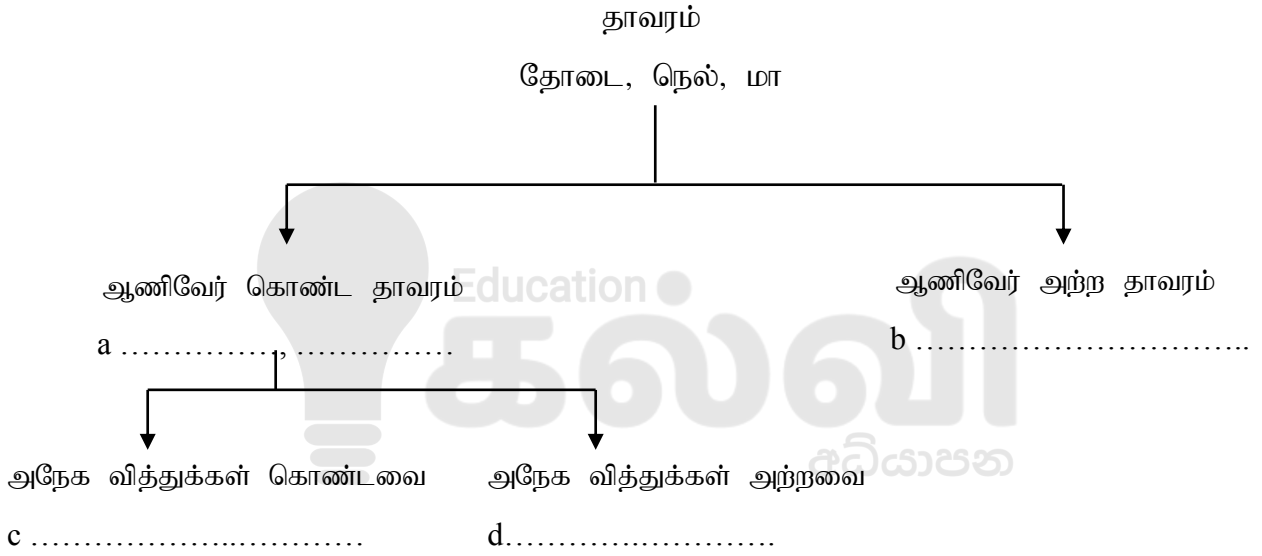 தாவரம்
தோடை, நெல், மா
ஆணிவேர் கொண்ட தாவரம்
ஆணிவேர் அற்ற தாவரம்
Education
கல்வி
අධ්‍යාපන
a ……………, ……………
b …………………………..
அநேக வித்துக்கள் கொண்டவை
அநேக வித்துக்கள் அற்றவை
c ………………..…………
d………….………….